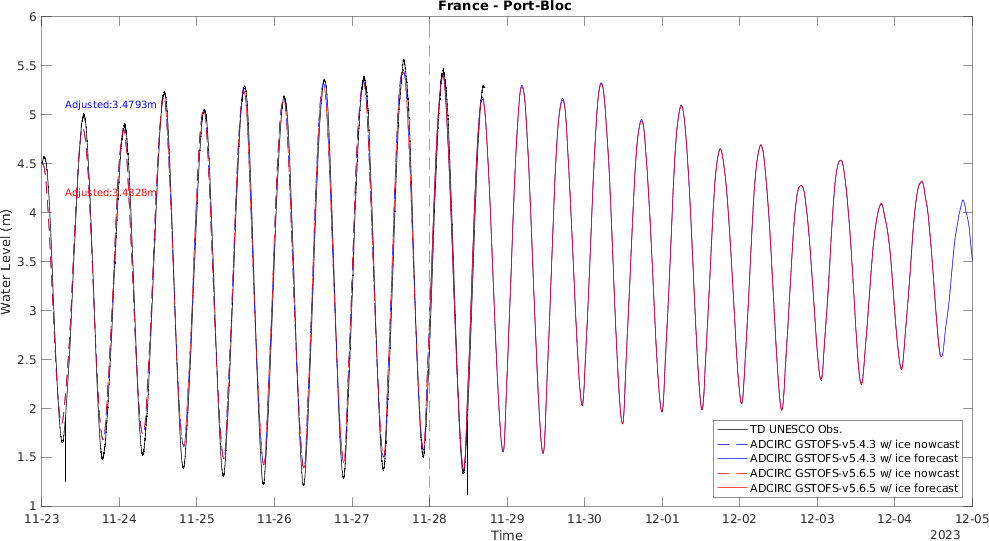 France - Port-Bloc
6
5.5
5
4.5
4
3.5
3
2.5
2
1.5
1
Water Level (m)
Adjusted:3.4793m
Adjusted:3.4328m
TD UNESCO Obs.
ADCIRC GSTOFS-v5.4.3 w/ ice nowcast
ADCIRC GSTOFS-v5.4.3 w/ ice forecast
ADCIRC GSTOFS-v5.6.5 w/ ice nowcast
ADCIRC GSTOFS-v5.6.5 w/ ice forecast
11-23 11-24 11-25 11-26 11-27 11-28 11-29 11-30 12-01 12-02 12-03 12-04 12-05
Time
2023